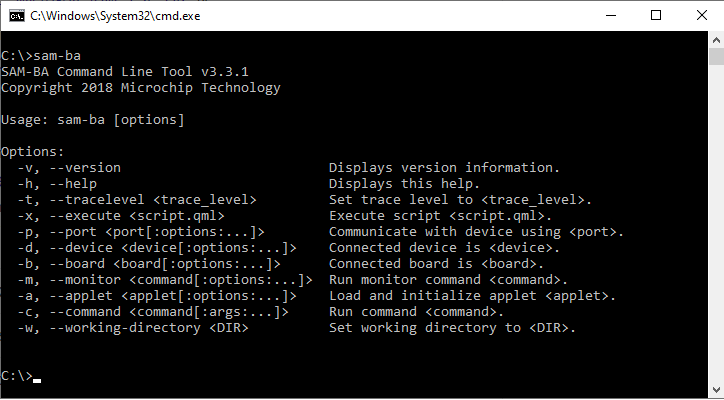 C:\Windows\System32\cmd.exe
C:\>sam-ba
SAM-BA Command Line Tool v3.3.1
Copyright 2018 Microchip Technology
Usage: sam-ba [options]
Options:
-v, --version Displays version information.
-h, --help Displays this help.
-t, --tracelevel <trace_level> Set trace level to <trace_level>.
-x, --execute <script.qml> Execute script <script.qml>.
-p, --port <port[:options:...]> Communicate with device using <port>.
-d, --device <device[:options:...]> Connected device is <device>.
-b, --board <board[:options:...]> Connected board is <board>.
-m, --monitor <command[:options:...]> Run monitor command <command>.
-a, --applet <applet[:options:...]> Load and initialize applet <applet>.
-c, --command <command[:args:...]> Run command <command>.
-w, --working-directory <DIR> Set working directory to <DIR>.
C:\>